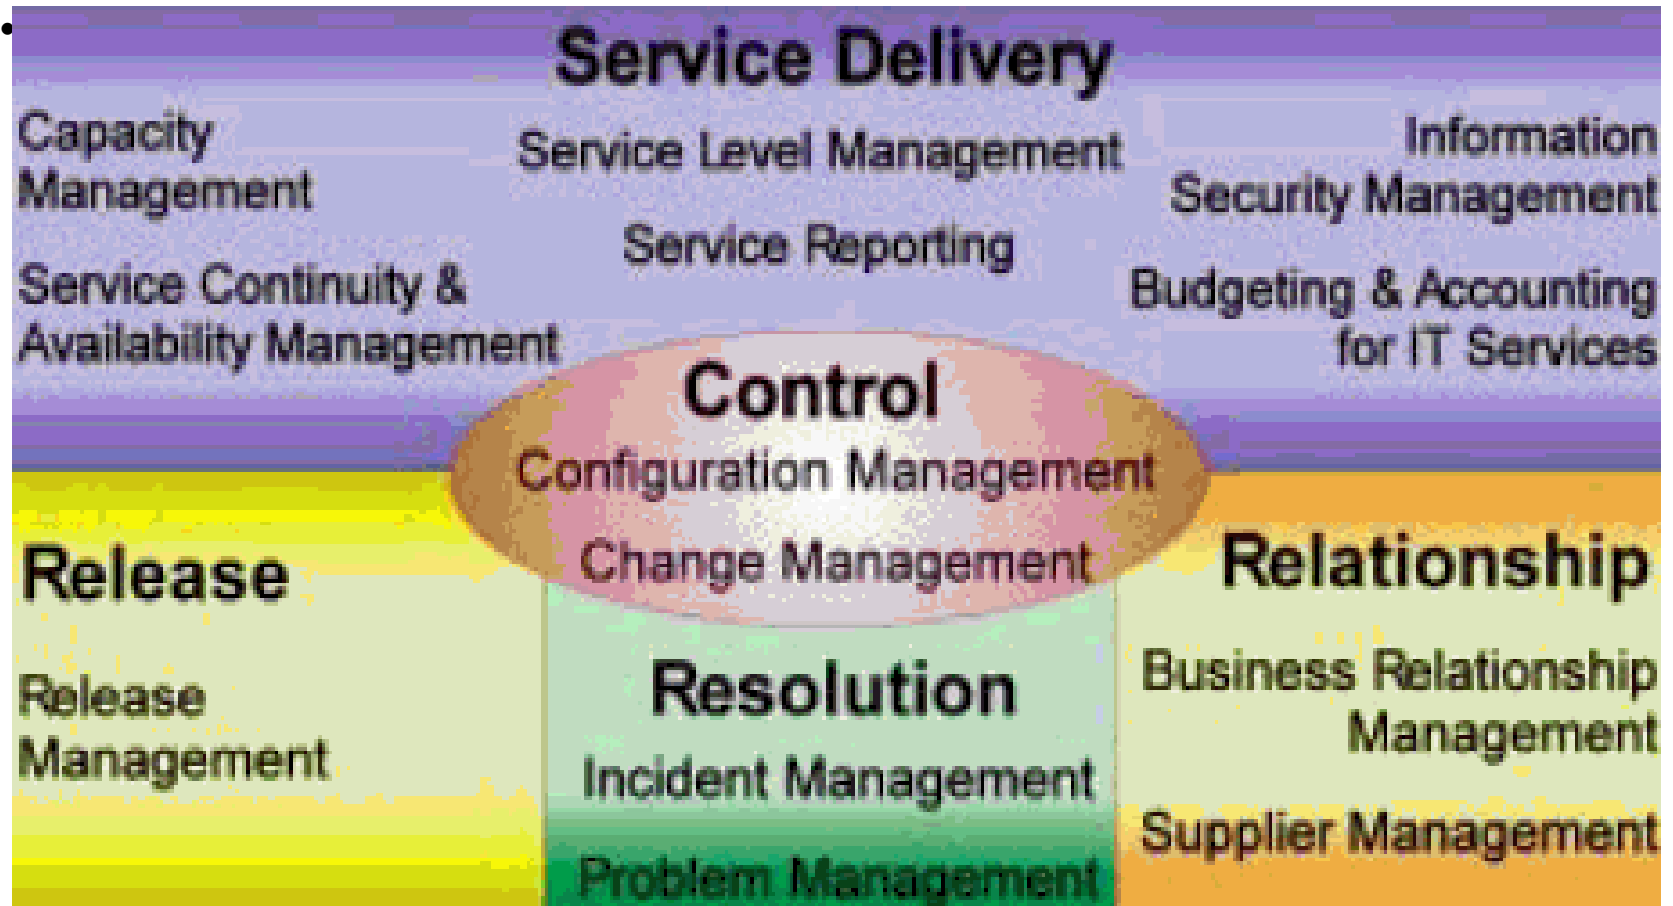 Service Delivery
Capacity
Management
Service Continuity &
Availability Management
Service Level Management
Service Reporting
Information
Security Management
Budgeting & Accounting
for IT Services
Control
Configuration Management
Change Management
Release
Release
Management
Resolution
Incident Management
Problem Management
Relationship
Business Relationship
Management
Supplier Management